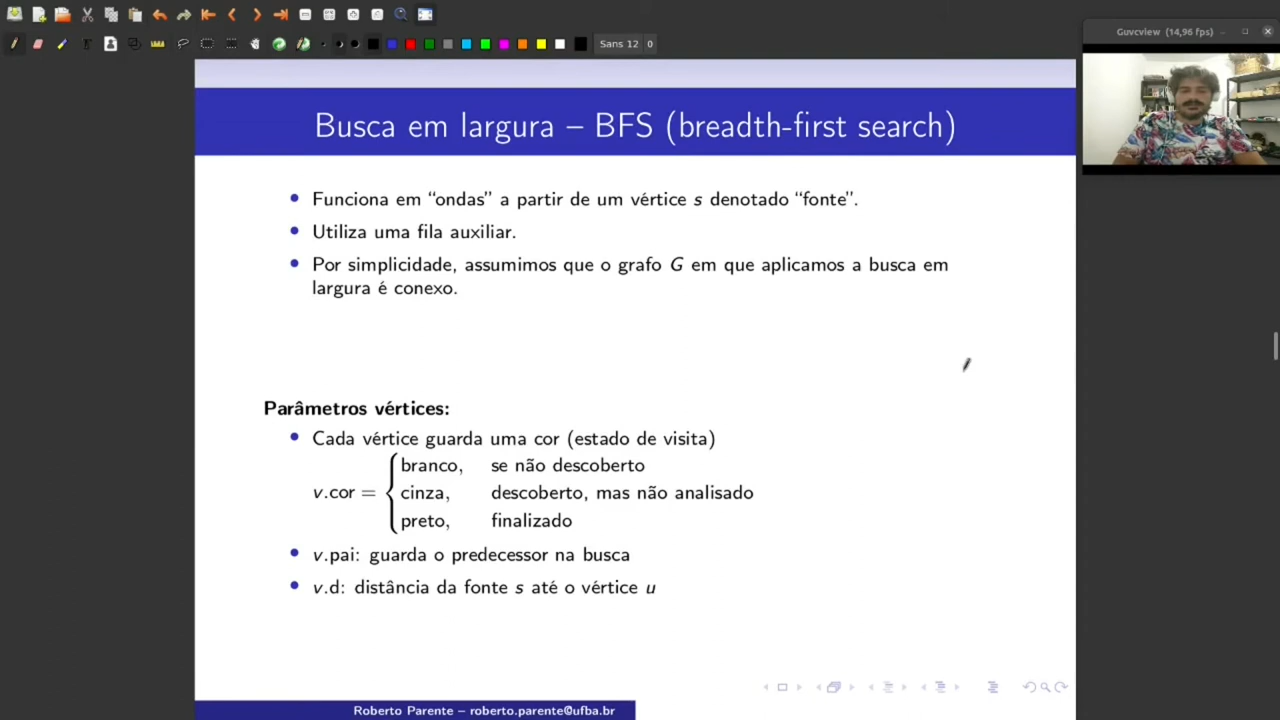 Sans 12 0
Guvcview (14,96 fps)
Busca em largura – BFS (breadth-first search)
Funciona em “ondas” a partir de um vértice s denotado “fonte”.
Utiliza uma fila auxiliar.
Por simplicidade, assumimos que o grafo G em que aplicamos a busca em
largura é conexo.
Parâmetros vértices:
Cada vértice guarda uma cor (estado de visita)
v.cor = { branco, se não descoberto
cinza, descoberto, mas não analisado
preto, finalizado
v.pai: guarda o predecessor na busca
v.d: distância da fonte s até o vértice u
Roberto Parente – roberto.parente@ufba.br